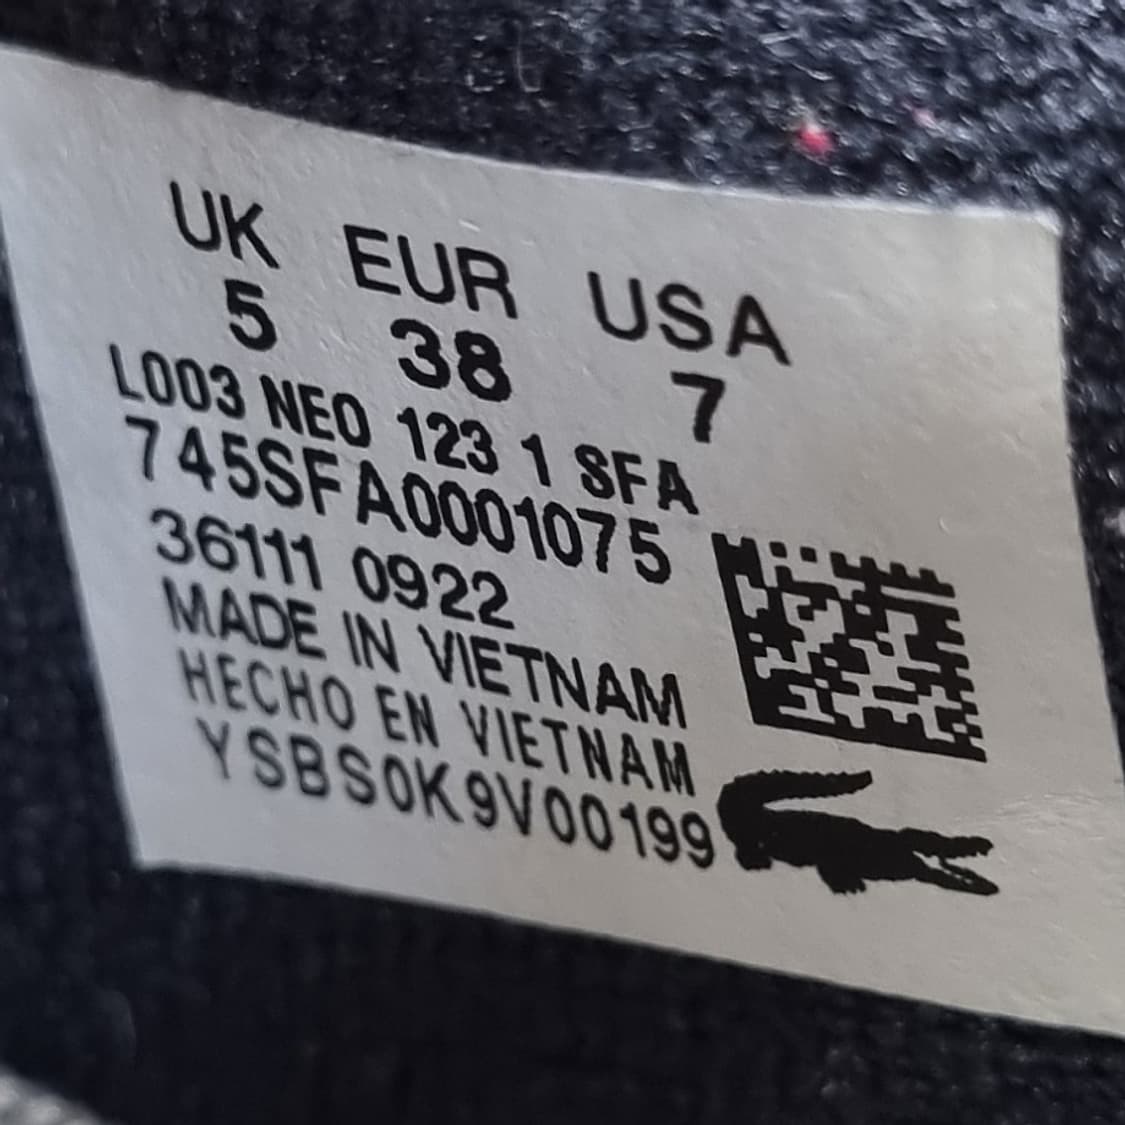 UK EUR USA
5 38 7
L003 NEO 123 1 SFA
745SFA0001075
36111 0922
MADE IN VIETNAM
HECHO EN VIETNAM
YSBS0K9V00199